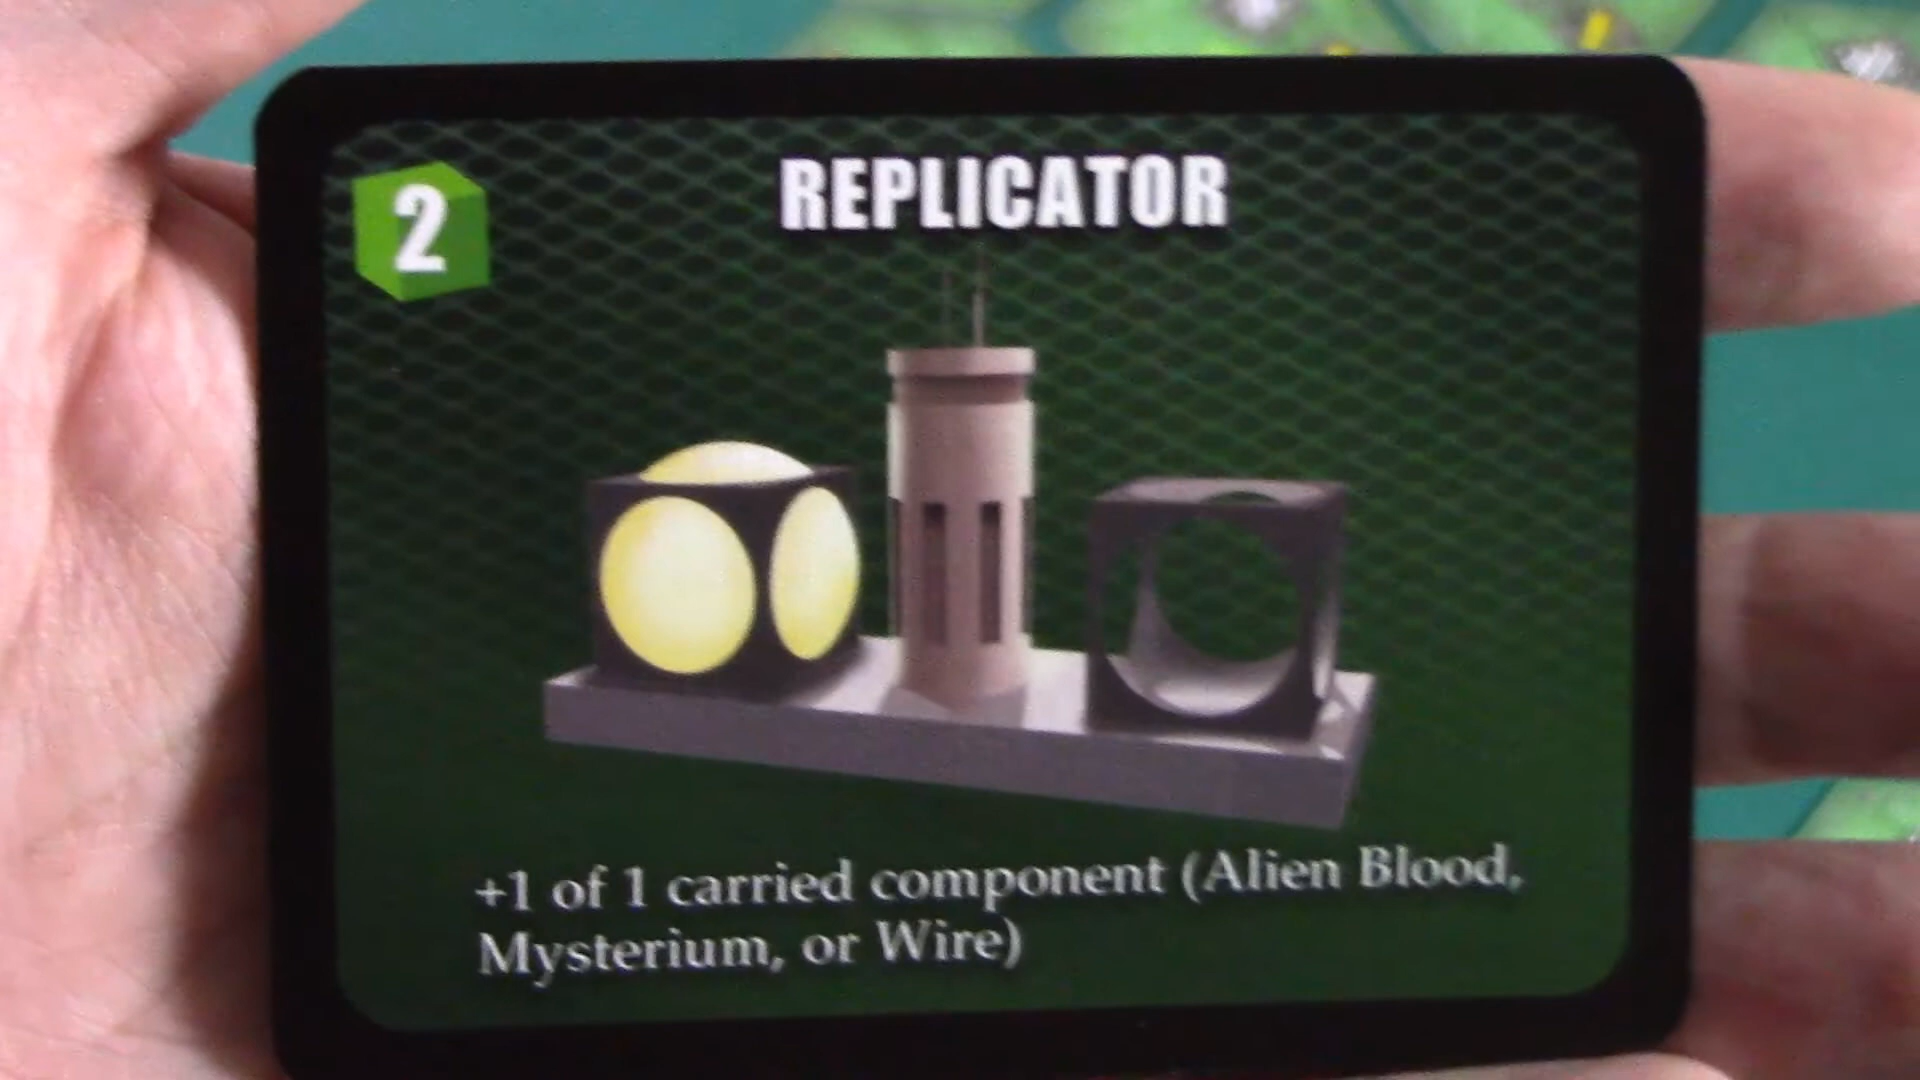 2
REPLICATOR
+1 of 1 carried component (Alien Blood,
Mysterium, or Wire)